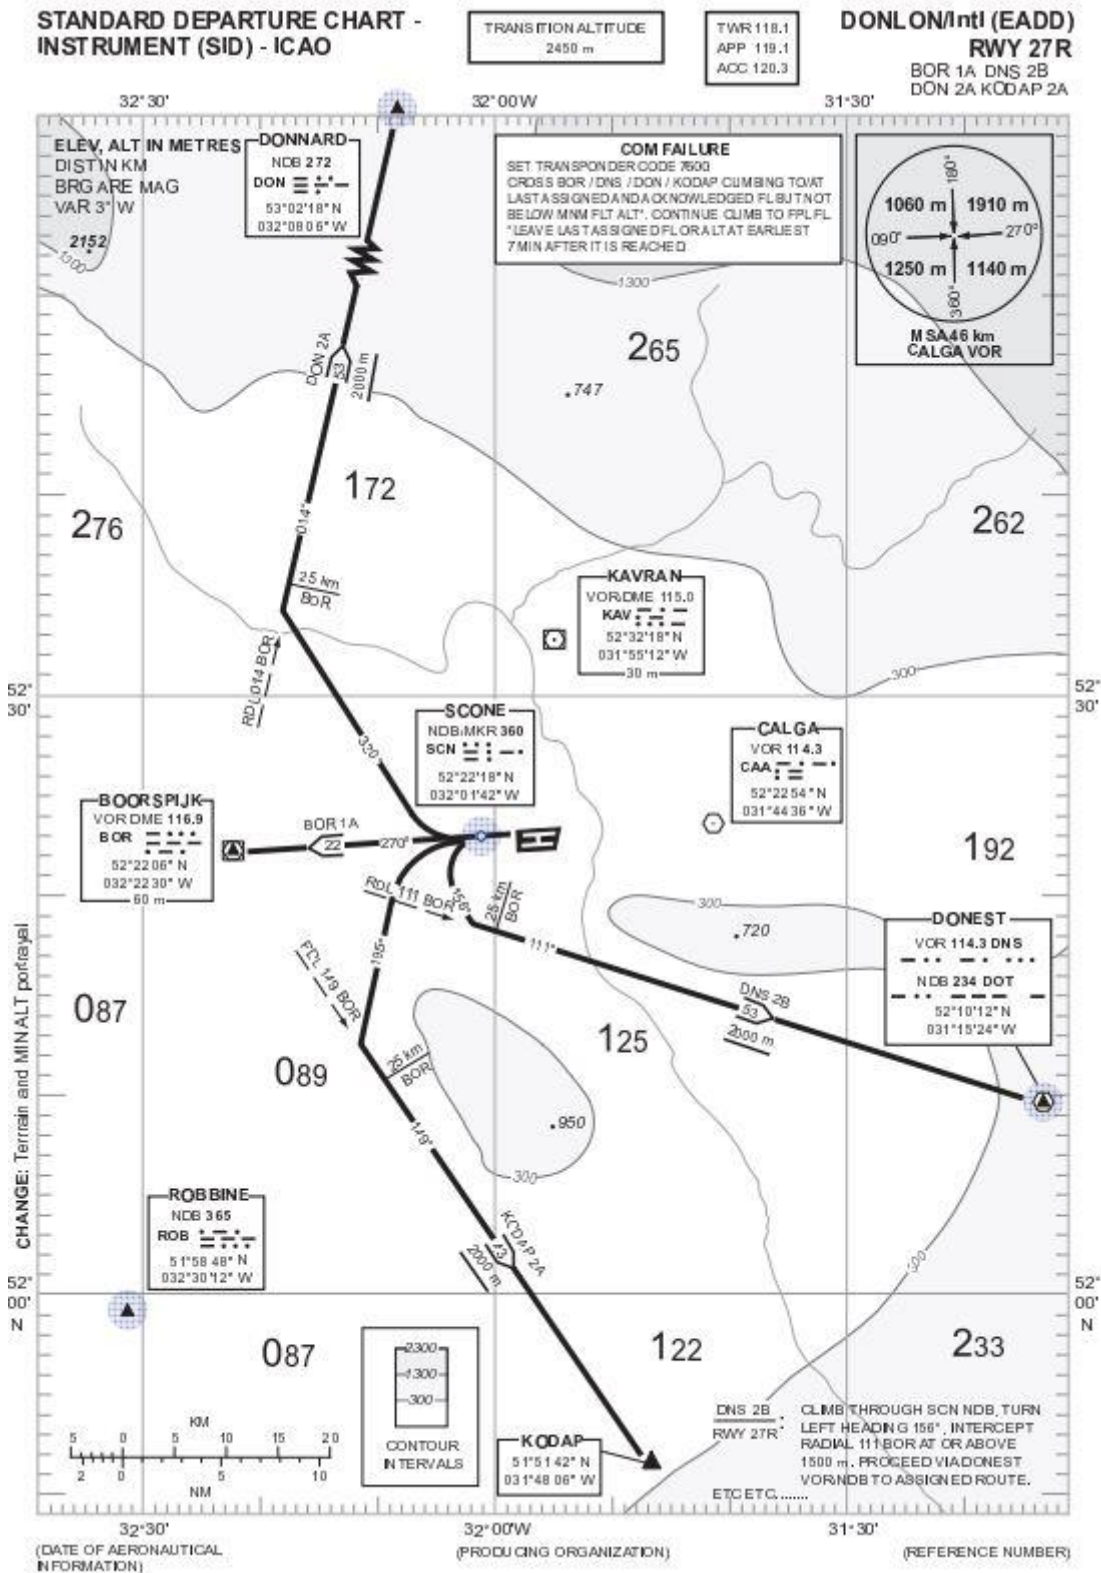 STANDARD DEPARTURE CHART -
INSTRUMENT (SID) - ICAO
TRANSITION ALTITUDE
2450 m
TWR 118.1
APP 119.1
ACC 120.3
DONLON/Intl (EADD)
RWY 27R
BOR 1A DNS 2B
DON 2A KODAP 2A
32°30'
32°00'W
31°30'
ELEV, ALT IN METRES
DIST IN KM
BRG ARE MAG
VAR 3° W
2152
1300
DONNARD
NDB 272
DON
53°02'18" N
032°08 06" W
COM FAILURE
SET TRANSPONDER CODE 7600
CROSS BOR / DNS / DON / KODAP CLIMBING TO/AT
LAST ASSIGNED AND ACKNOWLEDGED FL BUT NOT
BELOW MNM FLT ALT*. CONTINUE CLIMB TO FPL FL
*LEAVE LAST ASSIGNED FL OR ALT AT EARLIEST
7 MIN AFTER IT IS REACHED
1300
180°
1060 m
1910 m
090°
270°
1250 m
1140 m
360°
MSA 46 km
CALGA VOR
DON 2A
53
2000 m
265
747
172
276
262
014°
25 km
BOR
KAVRAN
VOR/DME 115.0
KAV
52°32'18" N
031°55'12" W
30 m
300
RDL 014 BOR
52°
30'
52°
30'
320
SCONE
NDB/MKR 360
SCN
52°22'18" N
032°01'42" W
CALGA
VOR 114.3
CAA
52°22 54" N
031°44 36" W
BOORSPIJK
VOR DME 116.9
BOR
52°22 06" N
032°22 30" W
60 m
BOR 1A
22
270°
192
RDL 111 BOR
156°
25 km
BOR
300
720
DONEST
VOR 114.3 DNS
NDB 234 DOT
52°10'12" N
031°15'24" W
111°
195°
RDL 149 BOR
DNS 2B
53
2000 m
087
125
089
25 km
BOR
950
149°
300
CHANGE: Terrain and MIN ALT portrayal
ROBBINE
NDB 365
ROB
51°58 48" N
032°30'12" W
KODAP 2A
43
2000 m
300
52°
00'
N
52°
00'
N
087
122
233
2300
1300
300
CONTOUR
INTERVALS
KM
5 0 5 10 15 20
2 0 5 10
NM
KODAP
51°51'42" N
031°48 06" W
DNS 2B
RWY 27R
:
CLIMB THROUGH SCN NDB, TURN
LEFT HEADING 156°, INTERCEPT
RADIAL 111 BOR AT OR ABOVE
1500 m. PROCEED VIA DONEST
VOR/NDB TO ASSIGNED ROUTE.
ETC ETC........
32°30'
32°00'W
31°30'
(DATE OF AERONAUTICAL
INFORMATION)
(PRODUCING ORGANIZATION)
(REFERENCE NUMBER)